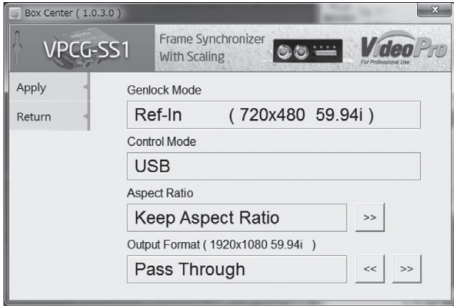 Box Center ( 1.0.3.0 )
VPCG-SS1
Frame Synchronizer
With Scaling
VideoPro
For Professional Use
Apply
Return
Genlock Mode
Ref-In ( 720x480 59.94i )
Control Mode
USB
Aspect Ratio
Keep Aspect Ratio
>>
Output Format ( 1920x1080 59.94i )
Pass Through
<< >>